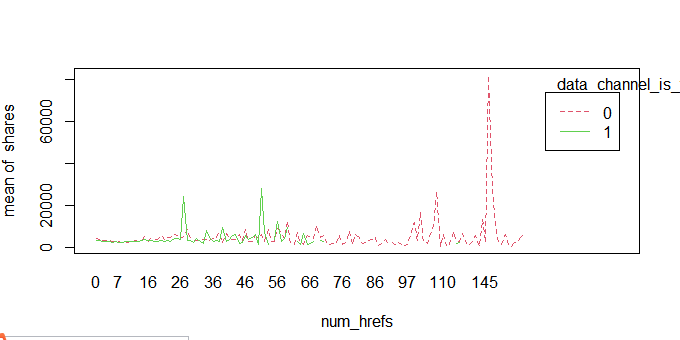 data_channel_is_
0
1
mean of shares
0 20000 60000
0 7 16 26 36 46 56 66 76 86 97 110 145
num_hrefs